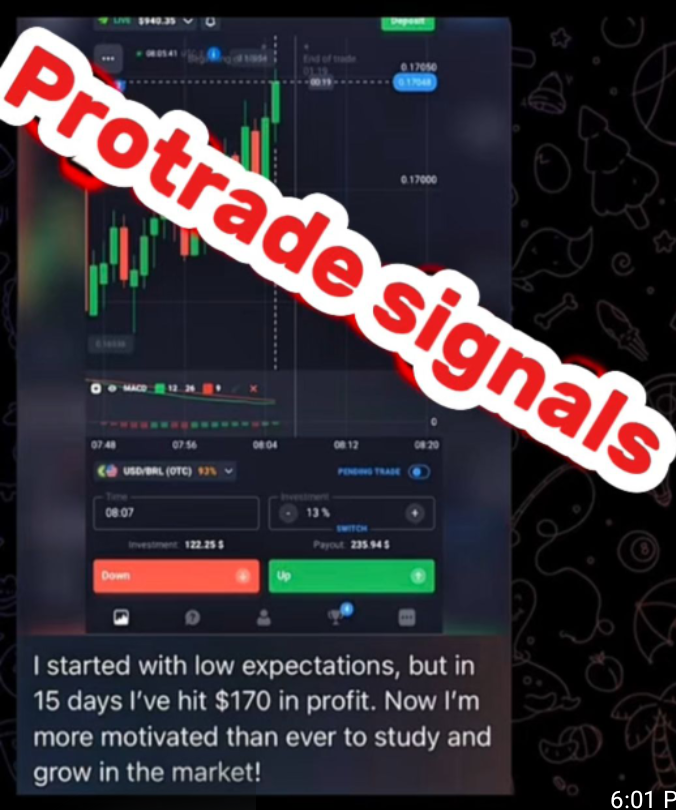 LIVE $940.35
Deposit
08:05:41
End of trade
0.17050
00:19
0.17048
Protrade signals
0.17000
MACD 12 26 9
0
07:48 07:56 08:04 08:12 08:20
USD/BRL (OTC) 93%
PENDING TRADE
Time
08:07
Investment
- 13 % +
SWITCH
Investment: 122.25 $
Payout: 235.94 $
Down
Up
4
I started with low expectations, but in
15 days I've hit $170 in profit. Now I'm
more motivated than ever to study and
grow in the market!
6:01 P